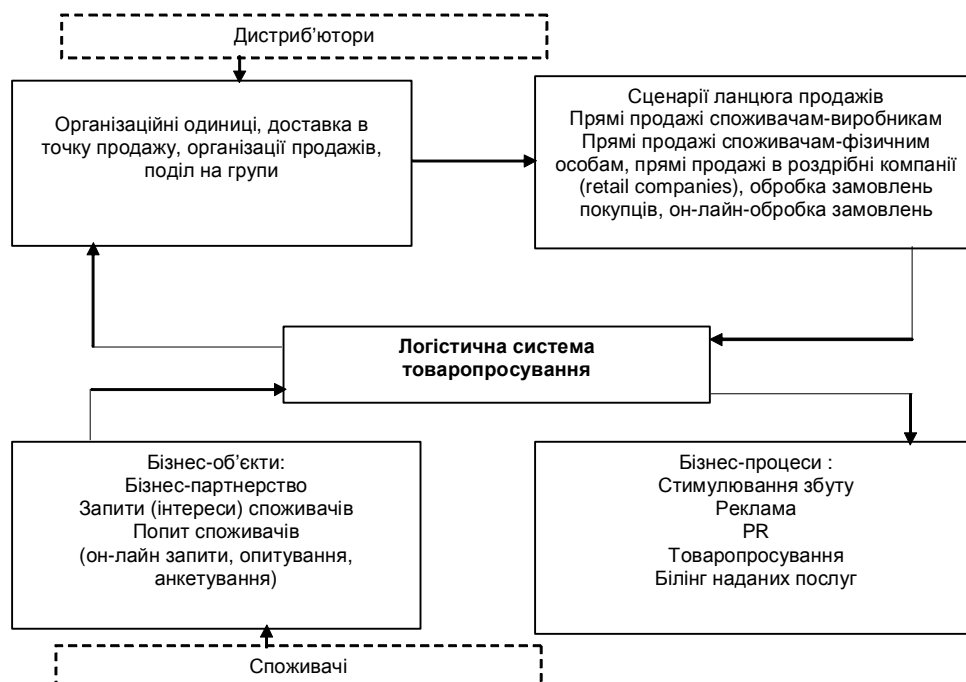 Дистриб’ютори
Організаційні одиниці, доставка в
точку продажу, організації продажів,
поділ на групи
Сценарії ланцюга продажів
Прямі продажі споживачам-виробникам
Прямі продажі споживачам-фізичним
особам, прямі продажі в роздрібні компанії
(retail companies), обробка замовлень
покупців, он-лайн-обробка замовлень
Логістична система
товаропросування
Бізнес-об’єкти:
Бізнес-партнерство
Запити (інтереси) споживачів
Попит споживачів
(он-лайн запити, опитування,
анкетування)
Бізнес-процеси :
Стимулювання збуту
Реклама
PR
Товаропросування
Білінг наданих послуг
Споживачі